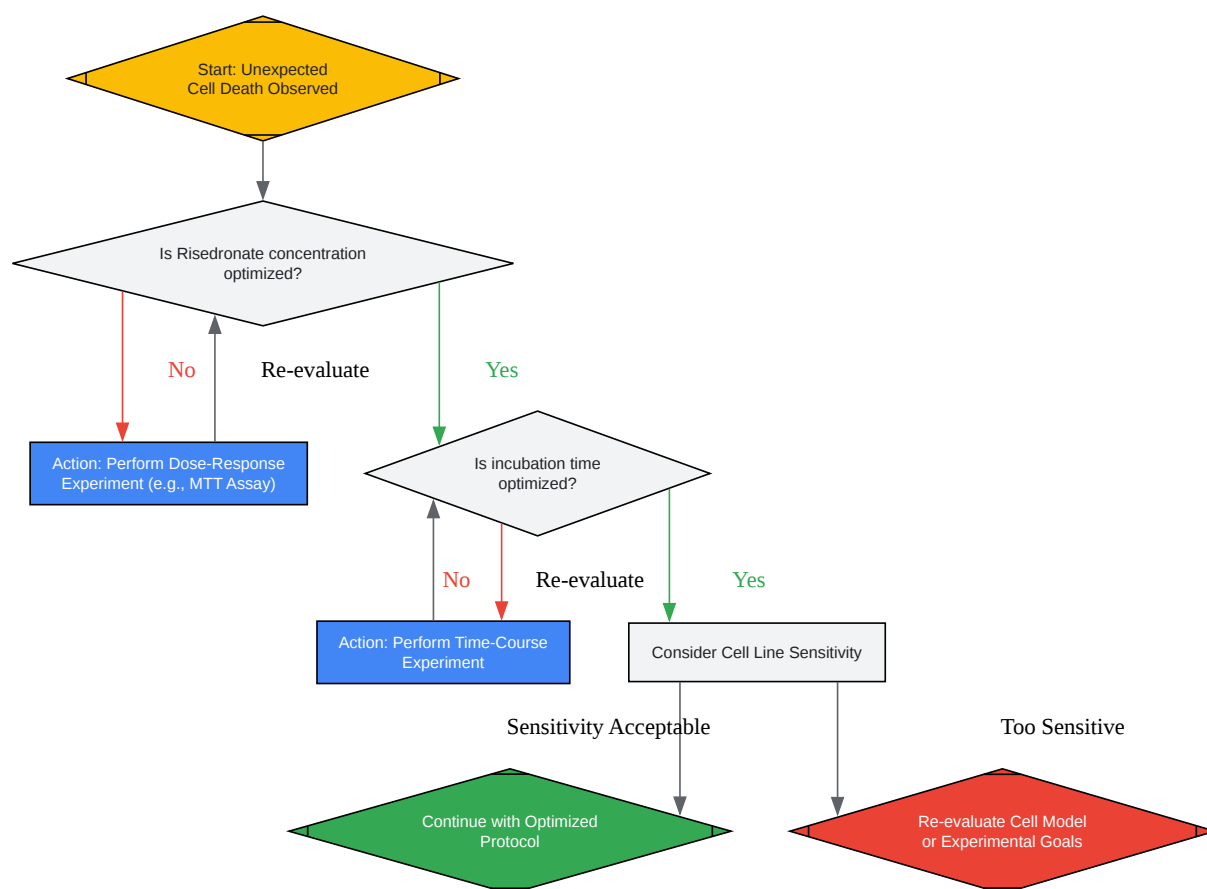 Start: Unexpected
Cell Death Observed
Is Risedronate concentration
optimized?
No
Re-evaluate
Yes
Action: Perform Dose-Response
Experiment (e.g., MTT Assay)
Is incubation time
optimized?
No
Re-evaluate
Yes
Action: Perform Time-Course
Experiment
Consider Cell Line Sensitivity
Sensitivity Acceptable
Too Sensitive
Continue with Optimized
Protocol
Re-evaluate Cell Model
or Experimental Goals